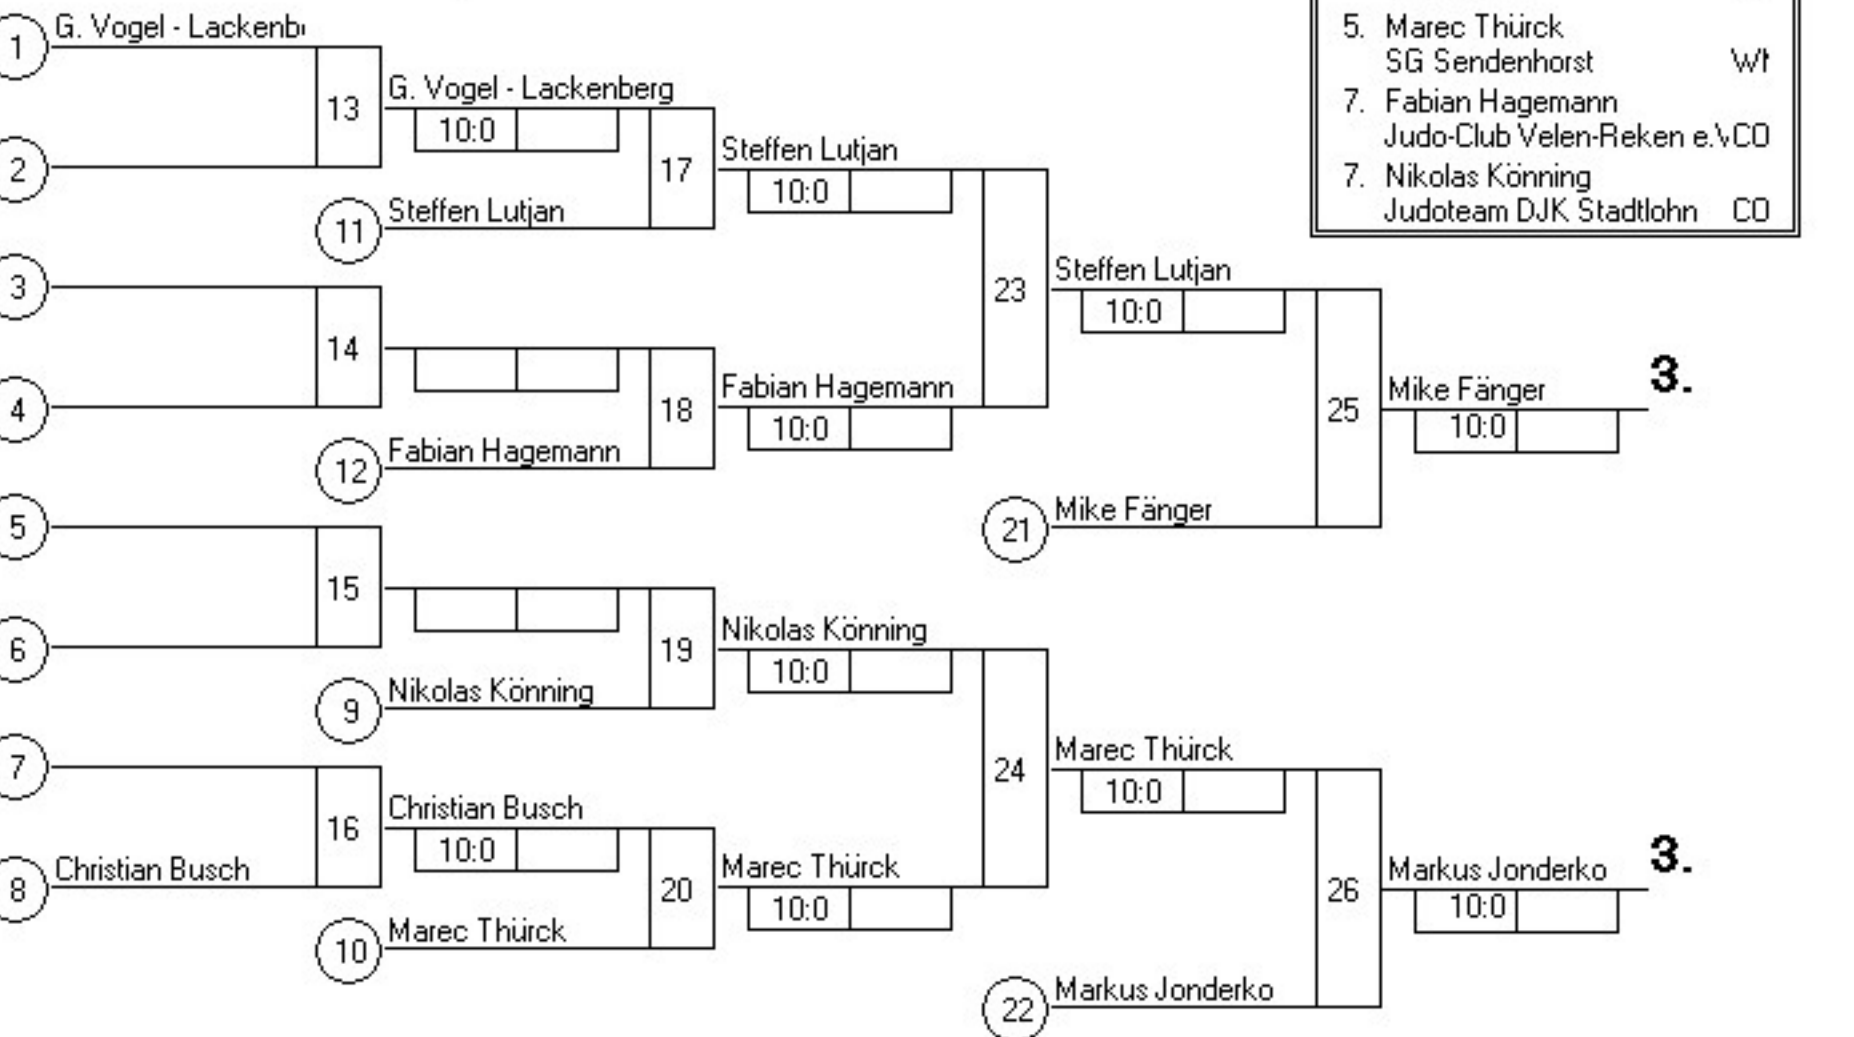 5. Marec Thürck
SG Sendenhorst
7. Fabian Hagemann
Judo-Club Velen-Reken e.V CO
7. Nikolas Könning
Judoteam DJK Stadtlohn CO
1 G. Vogel - Lackenb
13 G. Vogel - Lackenberg
10:0
2
17 Steffen Lutjan
10:0
11 Steffen Lutjan
3
23 Steffen Lutjan
10:0
14
4
18 Fabian Hagemann
10:0
25 Mike Fänger 3.
10:0
12 Fabian Hagemann
5
21 Mike Fänger
15
6
19 Nikolas Könning
10:0
9 Nikolas Könning
7
24 Marec Thürck
10:0
16 Christian Busch
10:0
8 Christian Busch
20 Marec Thürck
10:0
26 Markus Jonderko 3.
10:0
10 Marec Thürck
22 Markus Jonderko